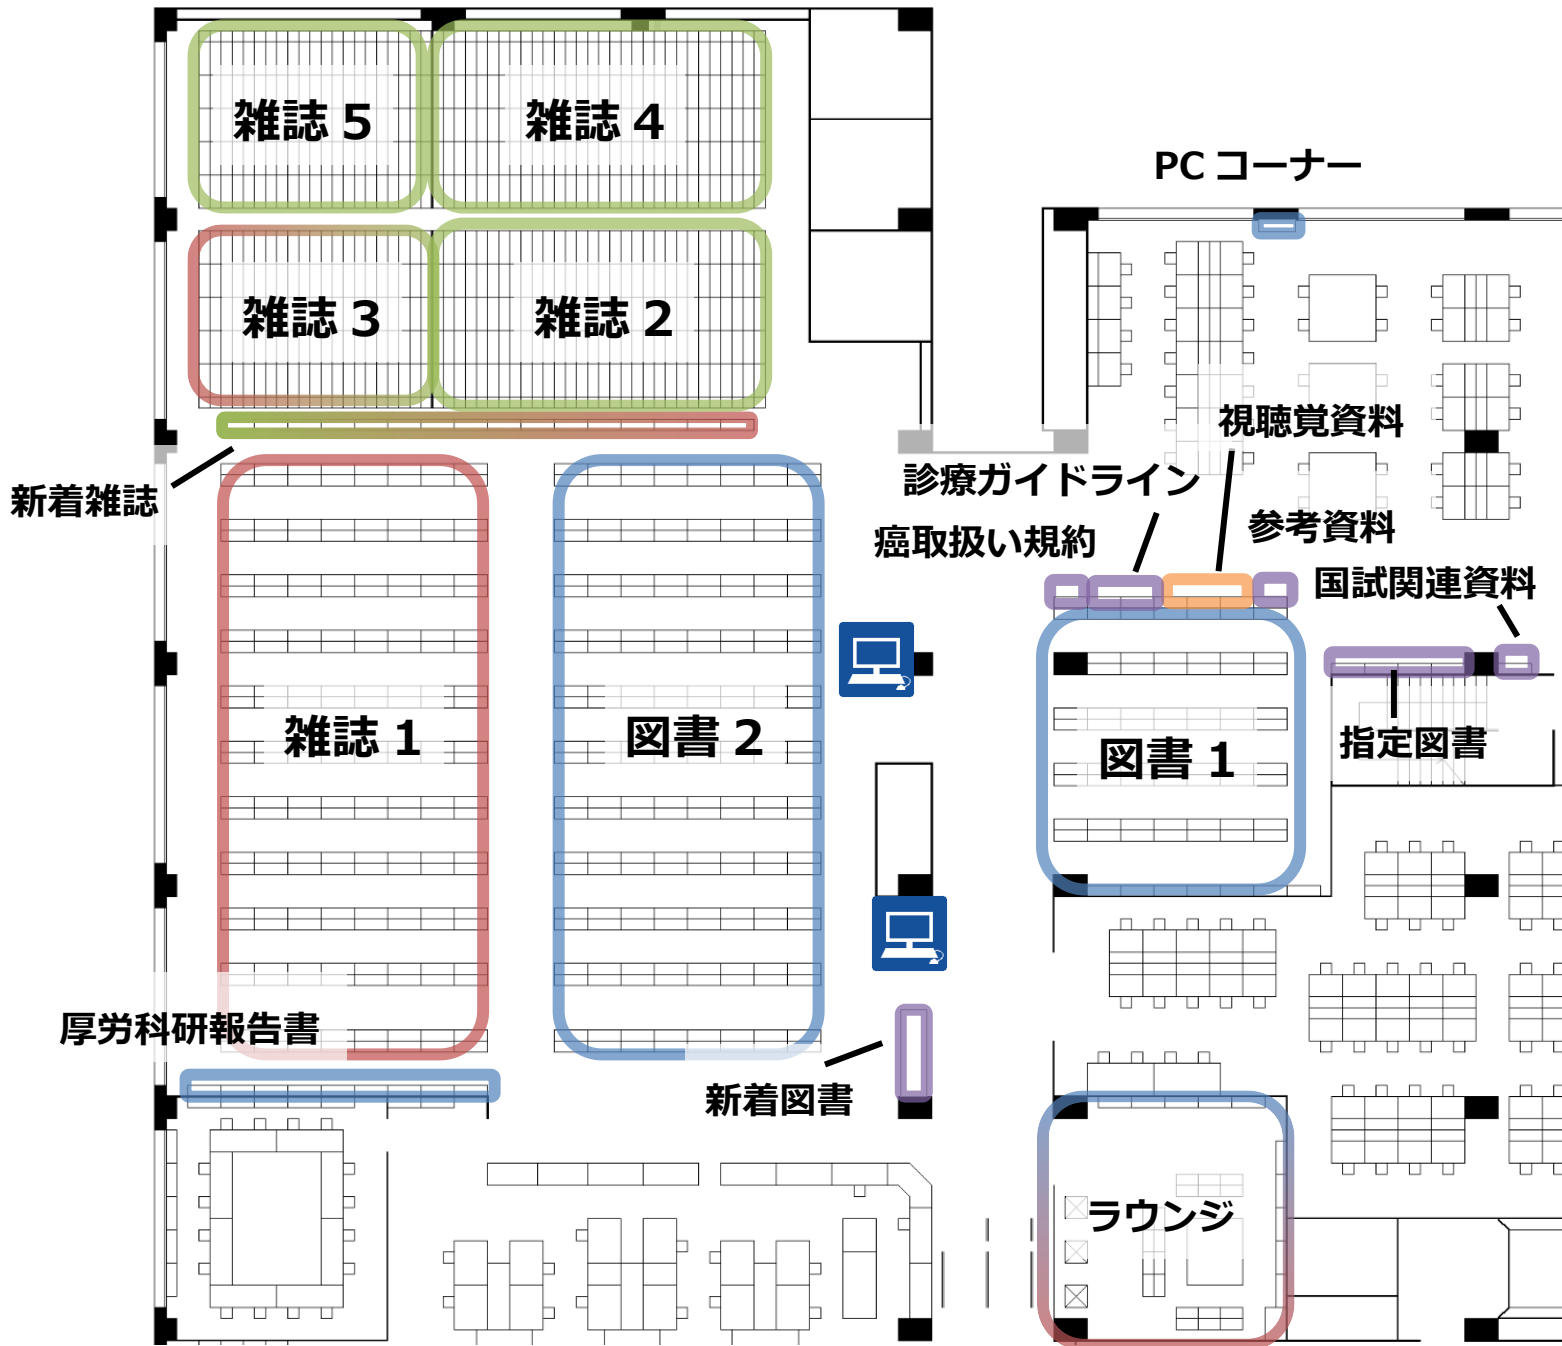 雑誌５
雑誌４
PC コーナー
雑誌３
雑誌２
視聴覚資料
診療ガイドライン
新着雑誌
参考資料
癌取扱い規約
国試関連資料
雑誌１
図書２
図書１
指定図書
厚労科研報告書
新着図書
ラウンジ